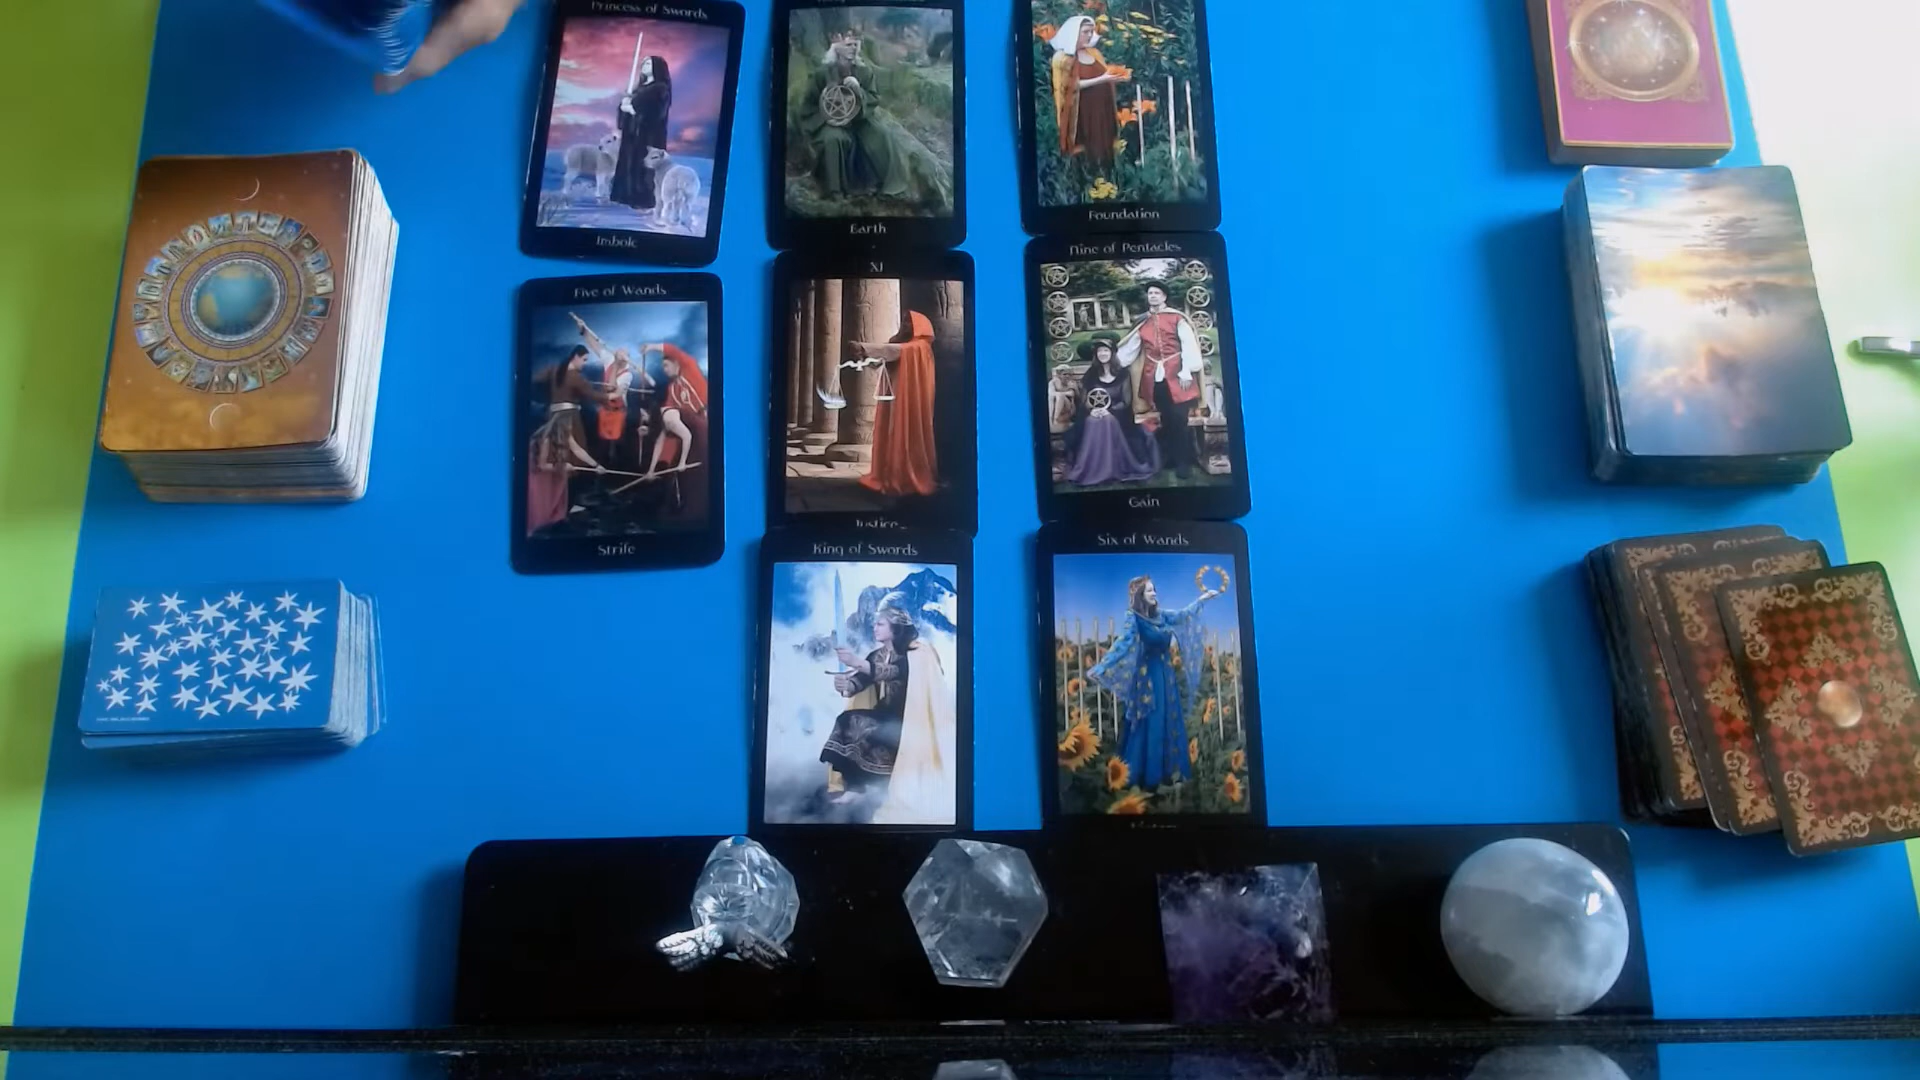 Princess of Swords
Imbolc
Earth
Foundation
Five of Wands
Strife
XI
Justice
Nine of Pentacles
Gain
King of Swords
Six of Wands